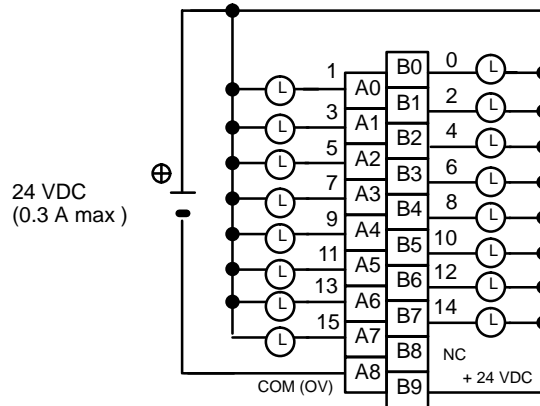 B0 0 L
1 L A0
B1 2 L
3 L A1
B2 4 L
5 L A2
B3 6 L
7 L A3
B4 8 L
9 L A4
B5 10 L
11 L A5
B6 12 L
13 L A6
B7 14 L
15 L A7
B8 NC
COM (OV) A8
B9 + 24 VDC
24 VDC
(0.3 A max )